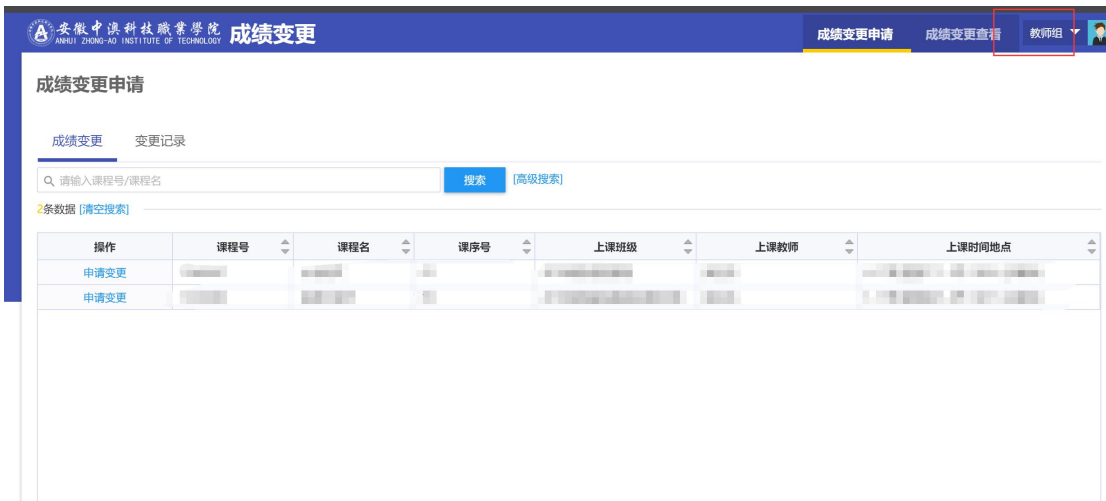 安徽中澳科技職業學院 成绩变更 成绩变更申请 成绩变更查看 教师组
ANHUI ZHONG-AO INSTITUTE OF TECHNOLOGY
成绩变更申请
成绩变更 变更记录
请输入课程号/课程名 搜索 [高级搜索]
2条数据 [清空搜索]
操作 课程号 课程名 课序号 上课班级 上课教师 上课时间地点
申请变更
申请变更